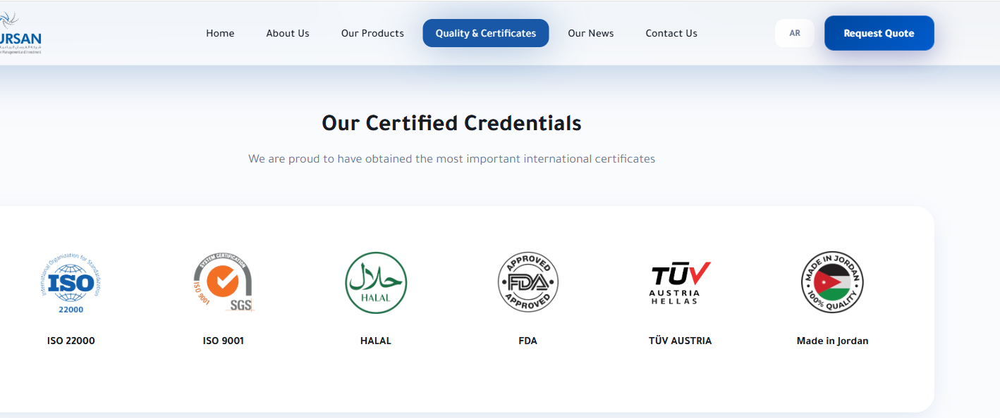 URSAN
Home
About Us
Our Products
Quality & Certificates
Our News
Contact Us
AR
Request Quote
Our Certified Credentials
We are proud to have obtained the most important international certificates
International Organization for Standardization
ISO
22000
ISO 22000
SYSTEM CERTIFICATION
ISO 9001
SGS
ISO 9001
حلال
HALAL
HALAL
APPROVED
FDA
APPROVED
FDA
TÜV
AUSTRIA
HELLAS
TÜV AUSTRIA
MADE IN JORDAN
100% QUALITY
Made in Jordan